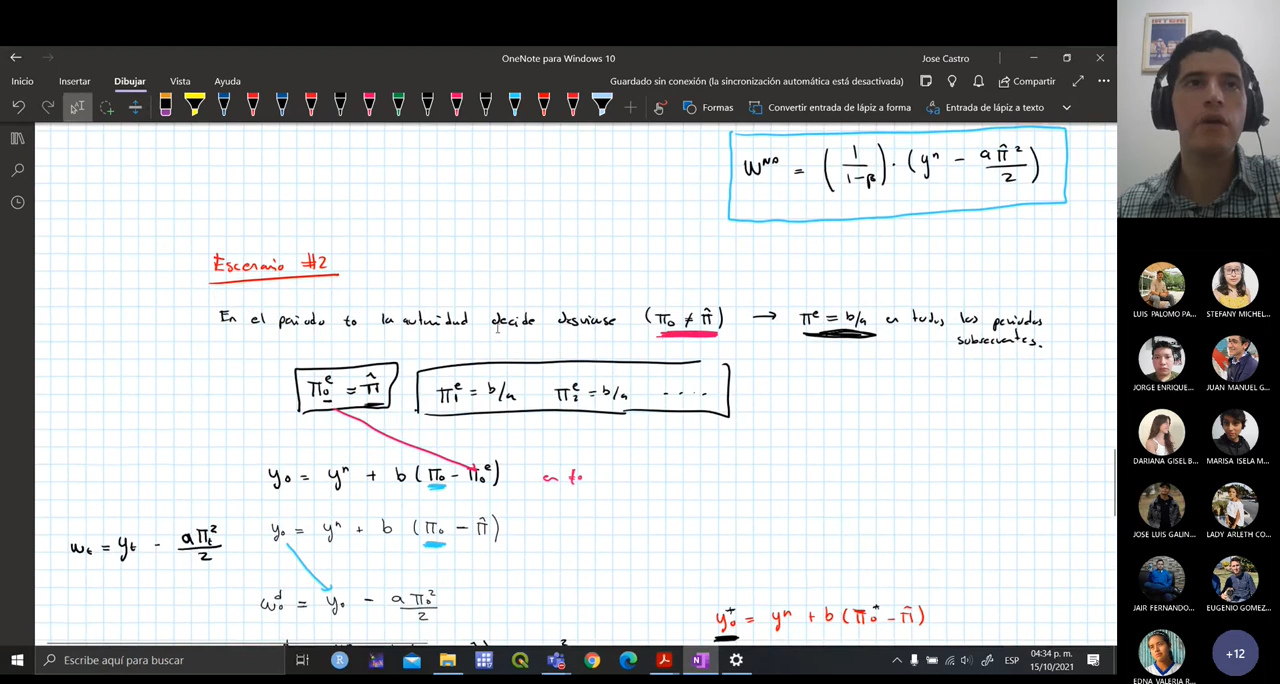 OneNote para Windows 10
Jose Castro
Inicio Insertar Dibujar Vista Ayuda
Guardado sin conexión (la sincronización automática está desactivada)
Compartir
Formas
Convertir entrada de lápiz a forma
Entrada de lápiz a texto
W^ND = (1/(1-β)) · (y^n - aπ̂²/2)
Escenario #2
En el periodo to la autoridad decide desviarse (π0 ≠ π̂) → π^e = b/a en todos los periodos
subsecuentes.
π0^e = π̂
π1^e = b/a π2^e = b/a ....
y0 = y^n + b (π0 - π0^e) en to
y0 = y^n + b (π0 - π̂)
wt = yt - aπt²/2
w0^d = y0 - aπ0²/2
y0^* = y^n + b (π0^* - π̂)
LUIS PALOMO PA...
STEFANY MICHEL...
JORGE ENRIQUE...
JUAN MANUEL G...
DARIANA GISEL B...
MARISA ISELA M...
JOSE LUIS GALIN...
LADY ARLETH CO...
JAIR FERNANDO...
EUGENIO GOMEZ...
EDNA VALERIA R...
+12
Escribe aquí para buscar
ESP
04:34 p. m.
15/10/2021